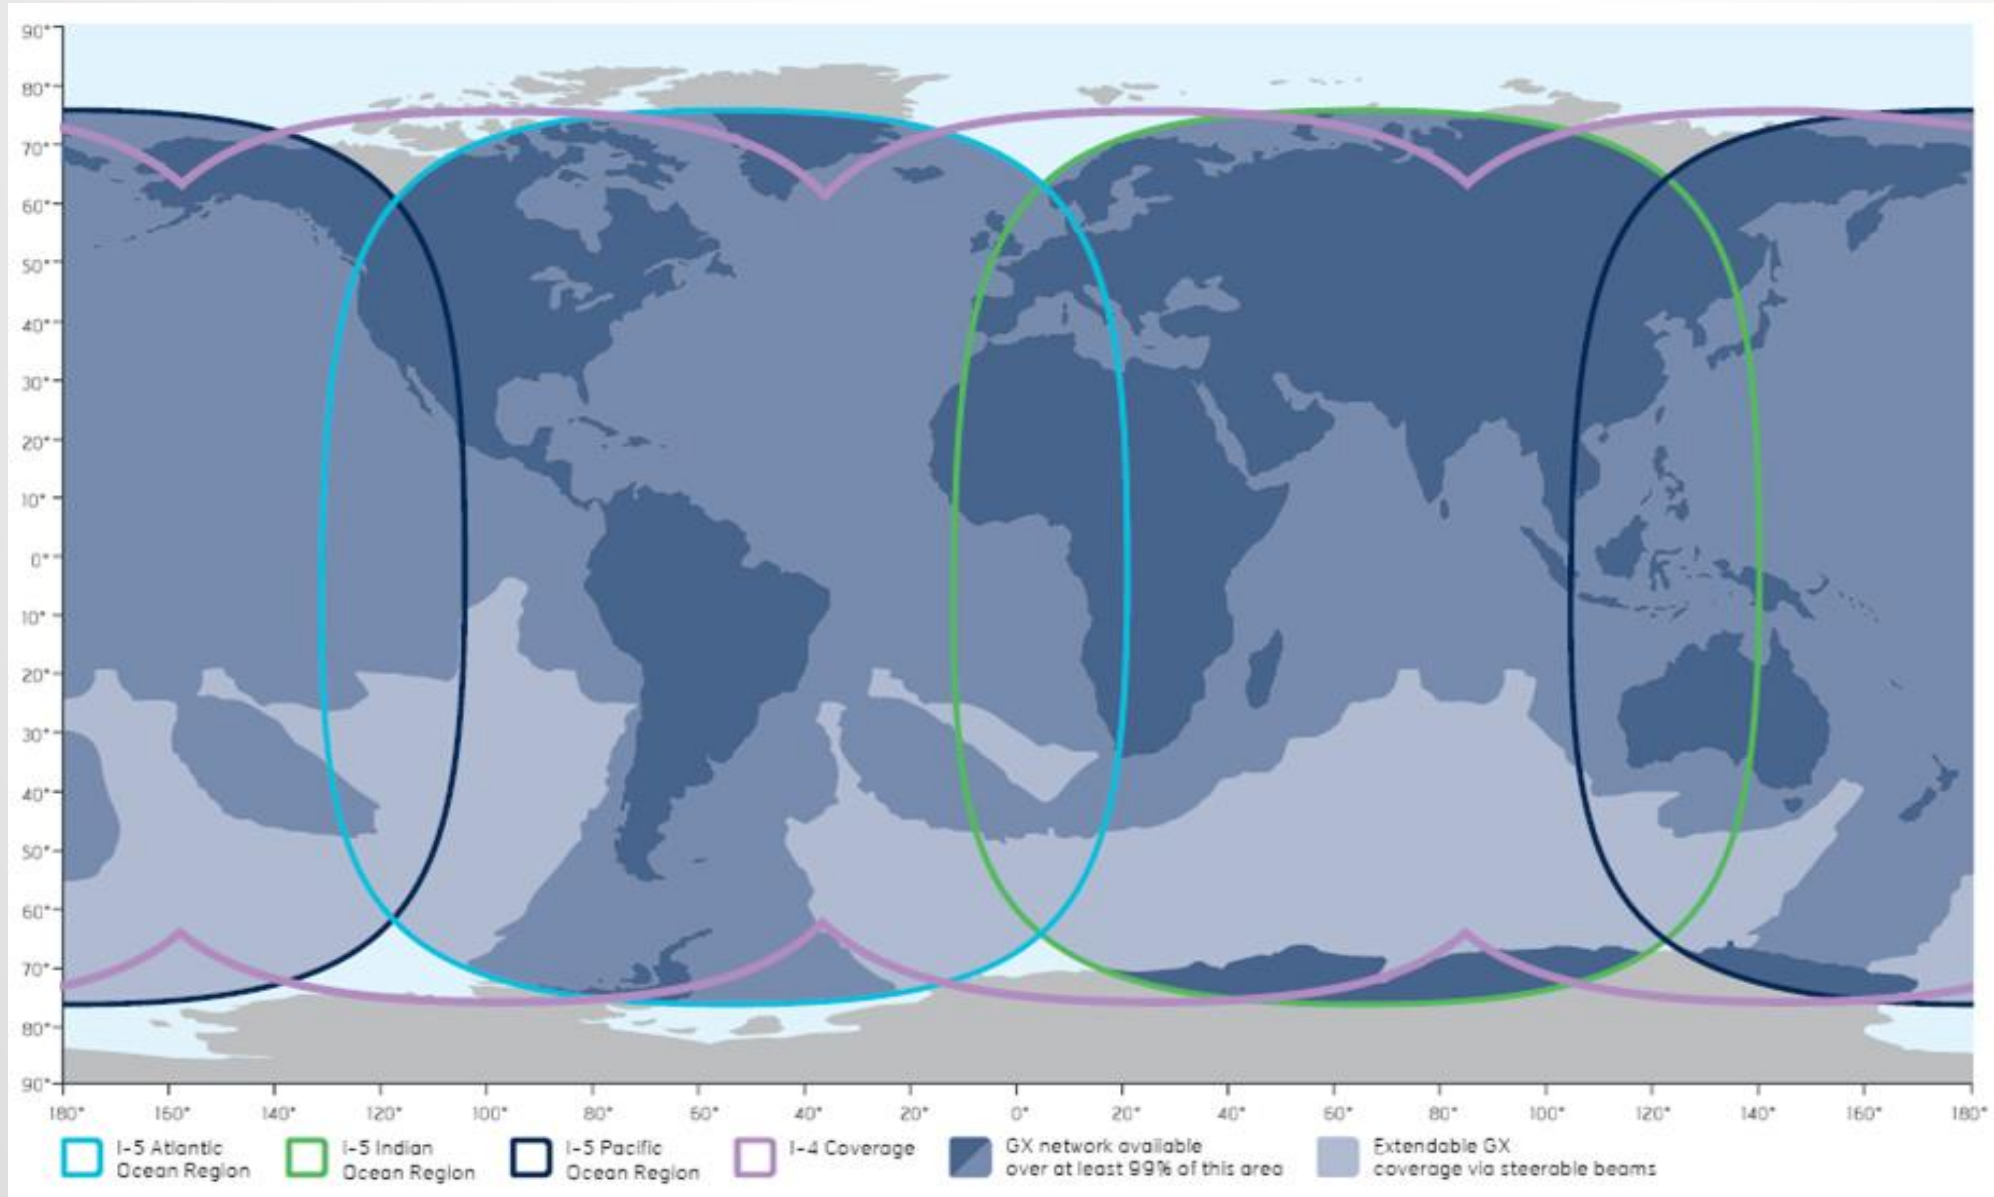 90°
80°
70°
60°
50°
40°
30°
20°
10°
0°
10°
20°
30°
40°
50°
60°
70°
80°
90°
180° 160° 140° 120° 100° 80° 60° 40° 20° 0° 20° 40° 60° 80° 100° 120° 140° 160° 180°
I-5 Atlantic
Ocean Region
I-5 Indian
Ocean Region
I-5 Pacific
Ocean Region
I-4 Coverage
GX network available
over at least 99% of this area
Extendable GX
coverage via steerable beams